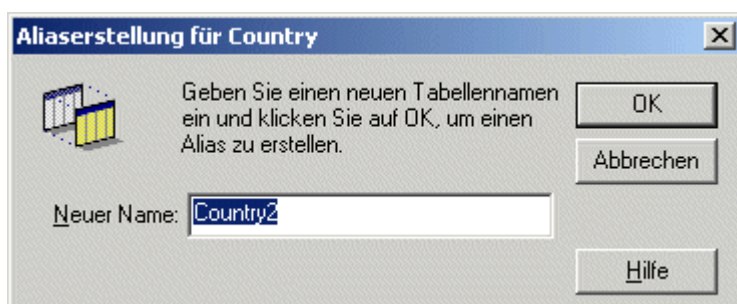 Aliaserstellung für Country
Geben Sie einen neuen Tabellennamen
ein und klicken Sie auf OK, um einen
Alias zu erstellen.
OK
Abbrechen
Neuer Name: Country2
Hilfe